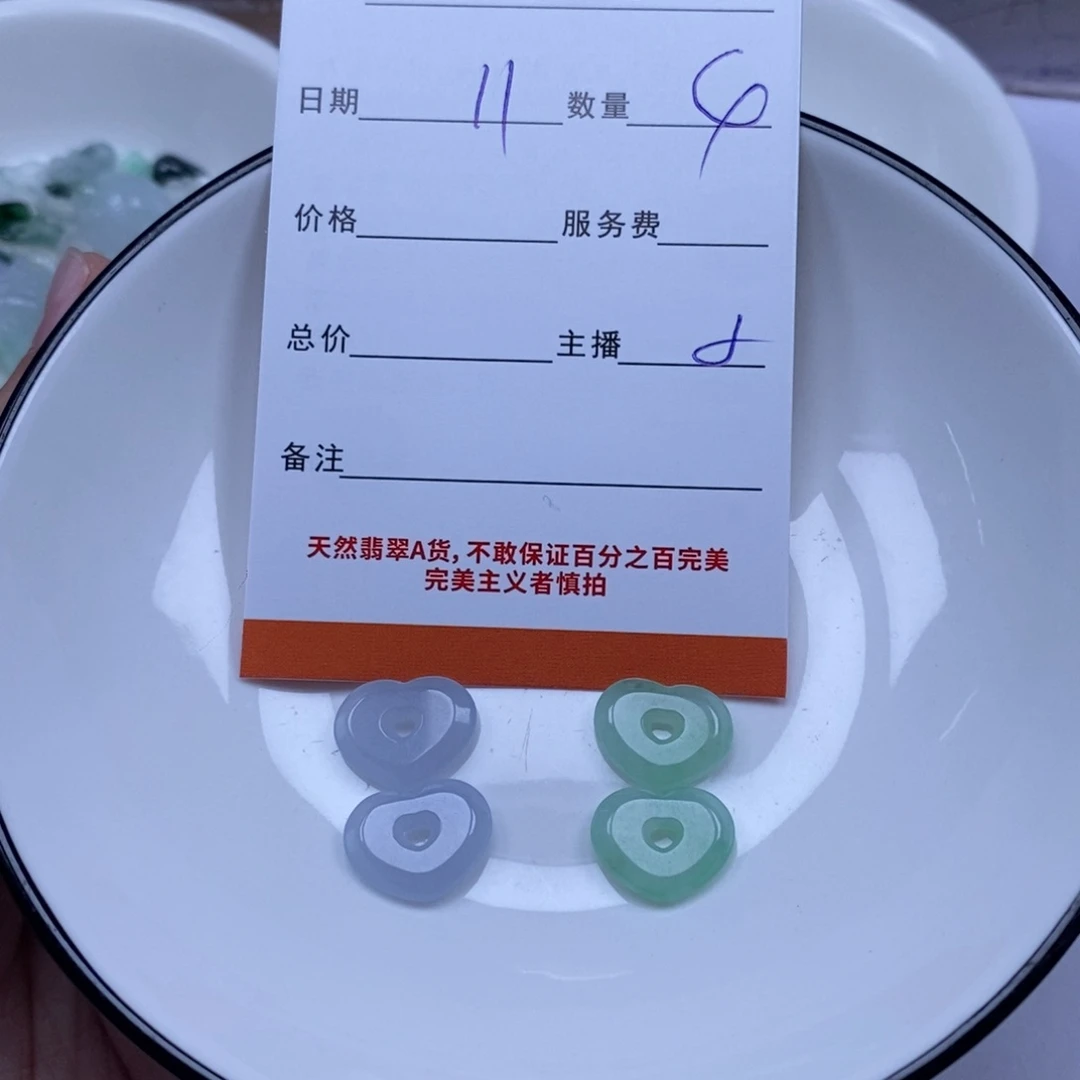 日期 11 数量 4
价格 服务费
总价 主播
备注
天然翡翠A货,不敢保证百分之百完美
完美主义者慎拍